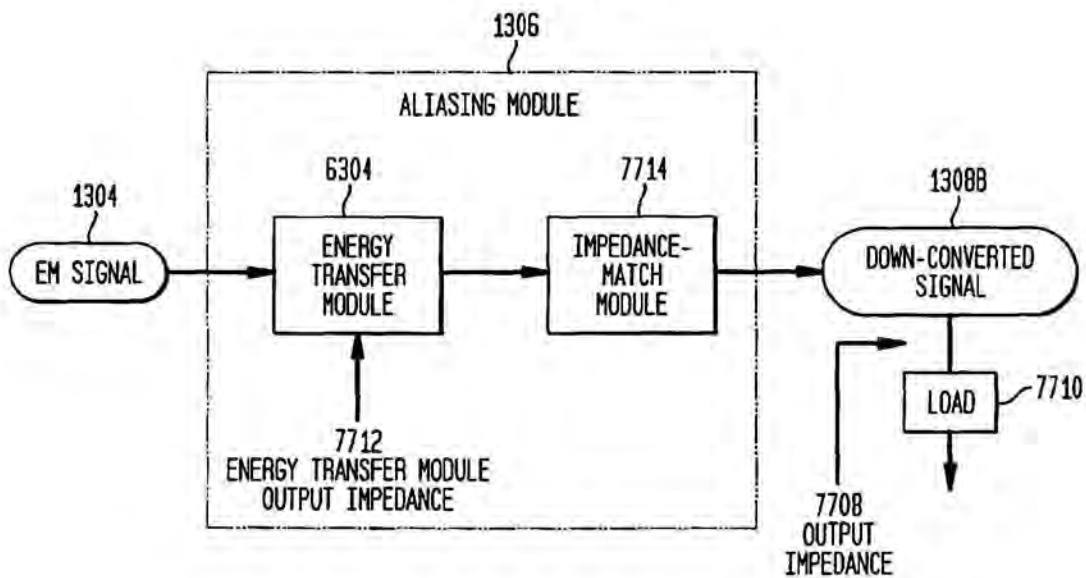 1306
ALIASING MODULE
1304
EM SIGNAL
6304
ENERGY
TRANSFER
MODULE
7714
IMPEDANCE-
MATCH
MODULE
1308B
DOWN-CONVERTED
SIGNAL
LOAD
7710
7712
ENERGY TRANSFER MODULE
OUTPUT IMPEDANCE
7708
OUTPUT
IMPEDANCE